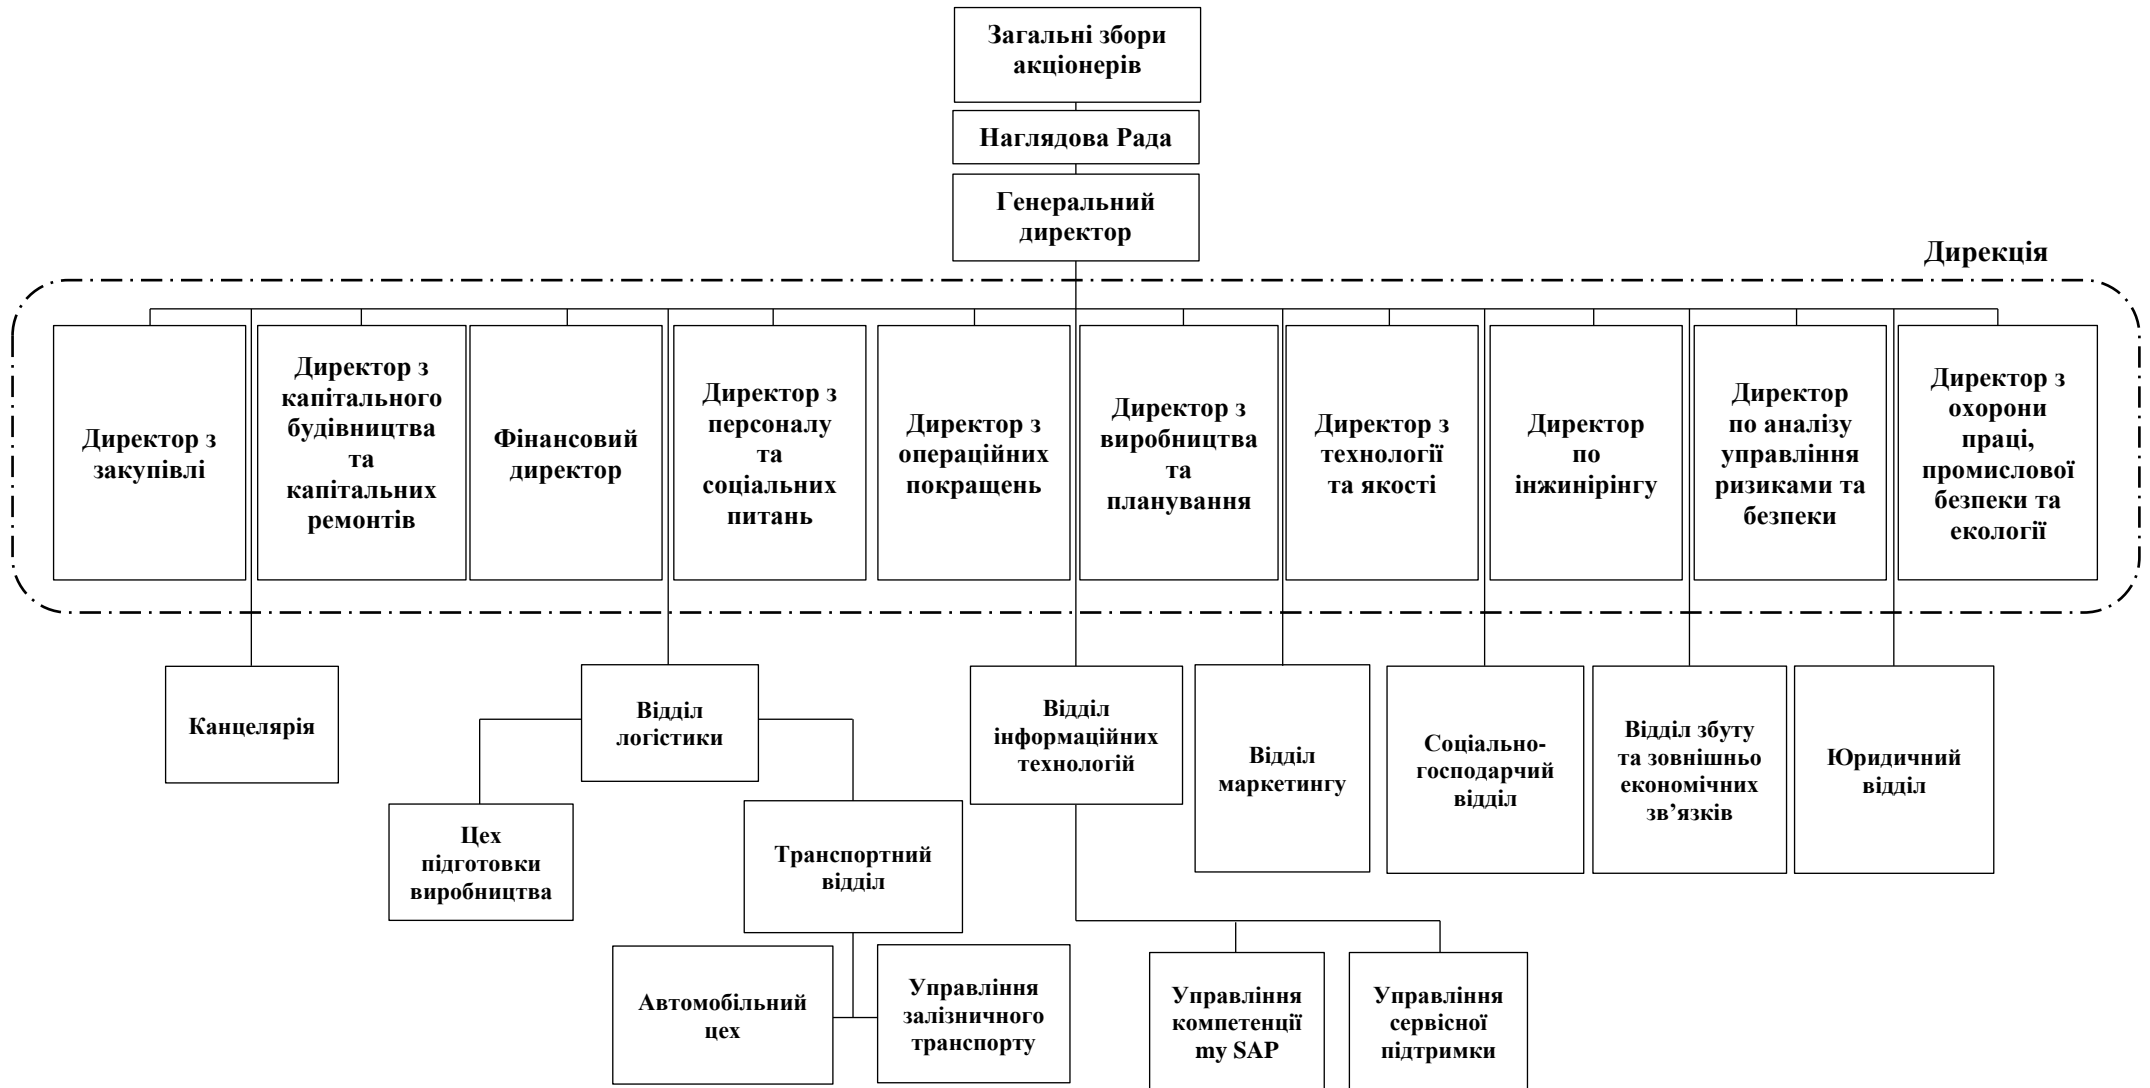 Загальні збори
акціонерів
Наглядова Рада
Генеральний
директор
Дирекція
Директор з
закупівлі
Директор з
капітального
будівництва
та
капітальних
ремонтів
Фінансовий
директор
Директор з
персоналу
та
соціальних
питань
Директор з
операційних
покращень
Директор з
виробництва
та
планування
Директор з
технології
та якості
Директор
по
інжинірінгу
Директор
по аналізу
управління
ризиками та
безпеки
Директор з
охорони
праці,
промислової
безпеки та
екології
Канцелярія
Відділ
логістики
Відділ
інформаційних
технологій
Відділ
маркетингу
Соціально-
господарчий
відділ
Відділ збуту
та зовнішньо
економічних
зв’язків
Юридичний
відділ
Цех
підготовки
виробництва
Транспортний
відділ
Автомобільний
цех
Управління
залізничного
транспорту
Управління
компетенції
my SAP
Управління
сервісної
підтримки